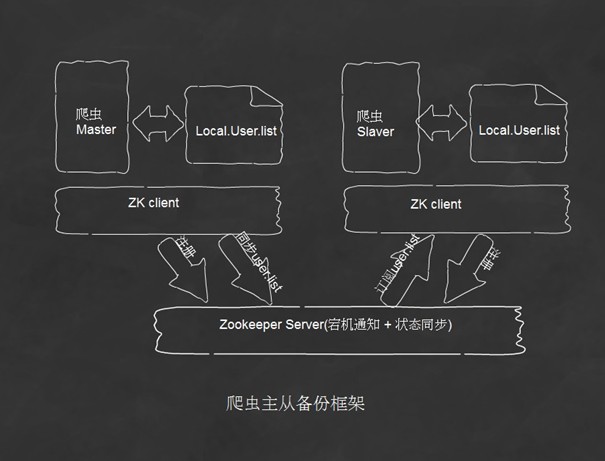 爬虫
Master
Local.User.list
爬虫
Slaver
Local.User.list
ZK client
ZK client
注册
同步user.list
订阅user.list
注册
Zookeeper Server(宕机通知 + 状态同步)
爬虫主从备份框架